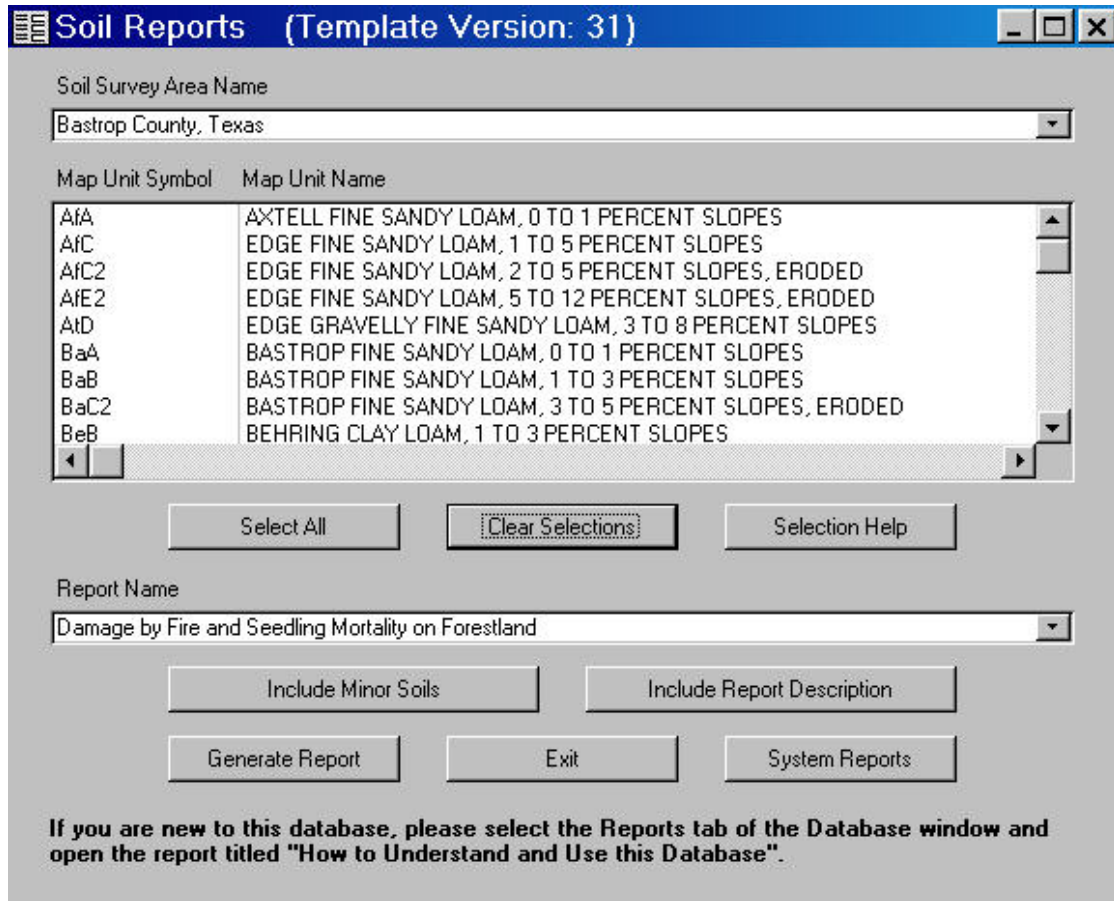 Soil Reports (Template Version: 31)
Soil Survey Area Name
Bastrop County, Texas
Map Unit Symbol Map Unit Name
AfA AXTELL FINE SANDY LOAM, 0 TO 1 PERCENT SLOPES
AfC EDGE FINE SANDY LOAM, 1 TO 5 PERCENT SLOPES
AfC2 EDGE FINE SANDY LOAM, 2 TO 5 PERCENT SLOPES, ERODED
AfE2 EDGE FINE SANDY LOAM, 5 TO 12 PERCENT SLOPES, ERODED
AtD EDGE GRAVELLY FINE SANDY LOAM, 3 TO 8 PERCENT SLOPES
BaA BASTROP FINE SANDY LOAM, 0 TO 1 PERCENT SLOPES
BaB BASTROP FINE SANDY LOAM, 1 TO 3 PERCENT SLOPES
BaC2 BASTROP FINE SANDY LOAM, 3 TO 5 PERCENT SLOPES, ERODED
BeB BEHRING CLAY LOAM, 1 TO 3 PERCENT SLOPES
Select All Clear Selections Selection Help
Report Name
Damage by Fire and Seedling Mortality on Forestland
Include Minor Soils Include Report Description
Generate Report Exit System Reports
If you are new to this database, please select the Reports tab of the Database window and
open the report titled "How to Understand and Use this Database".